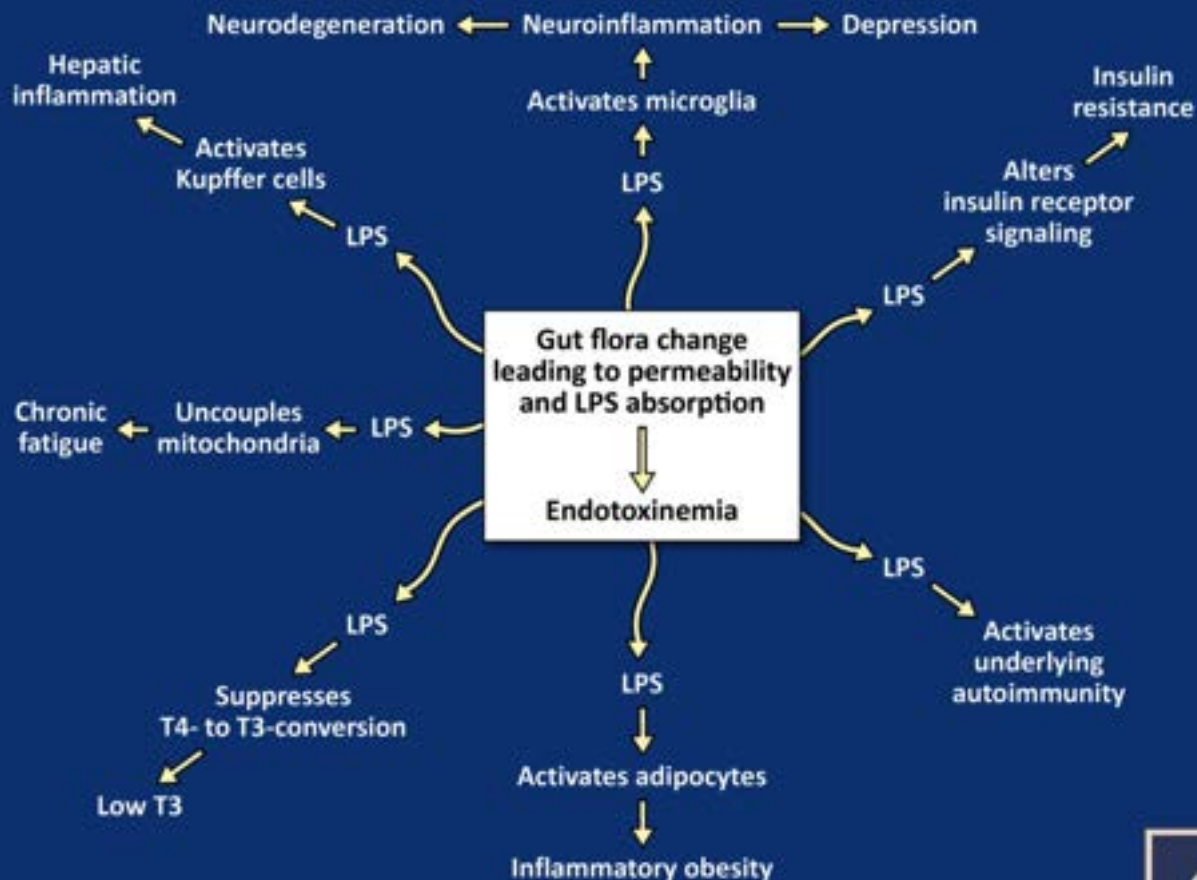 Neurodegeneration
Neuroinflammation
Depression
Hepatic
inflammation
Activates microglia
Insulin
resistance
Activates
Kupffer cells
LPS
Alters
insulin receptor
signaling
LPS
LPS
Gut flora change
leading to permeability
and LPS absorption
Endotoxinemia
Chronic
fatigue
Uncouples
mitochondria
LPS
LPS
Activates
underlying
autoimmunity
LPS
Suppresses
T4- to T3-conversion
Low T3
LPS
Activates adipocytes
Inflammatory obesity